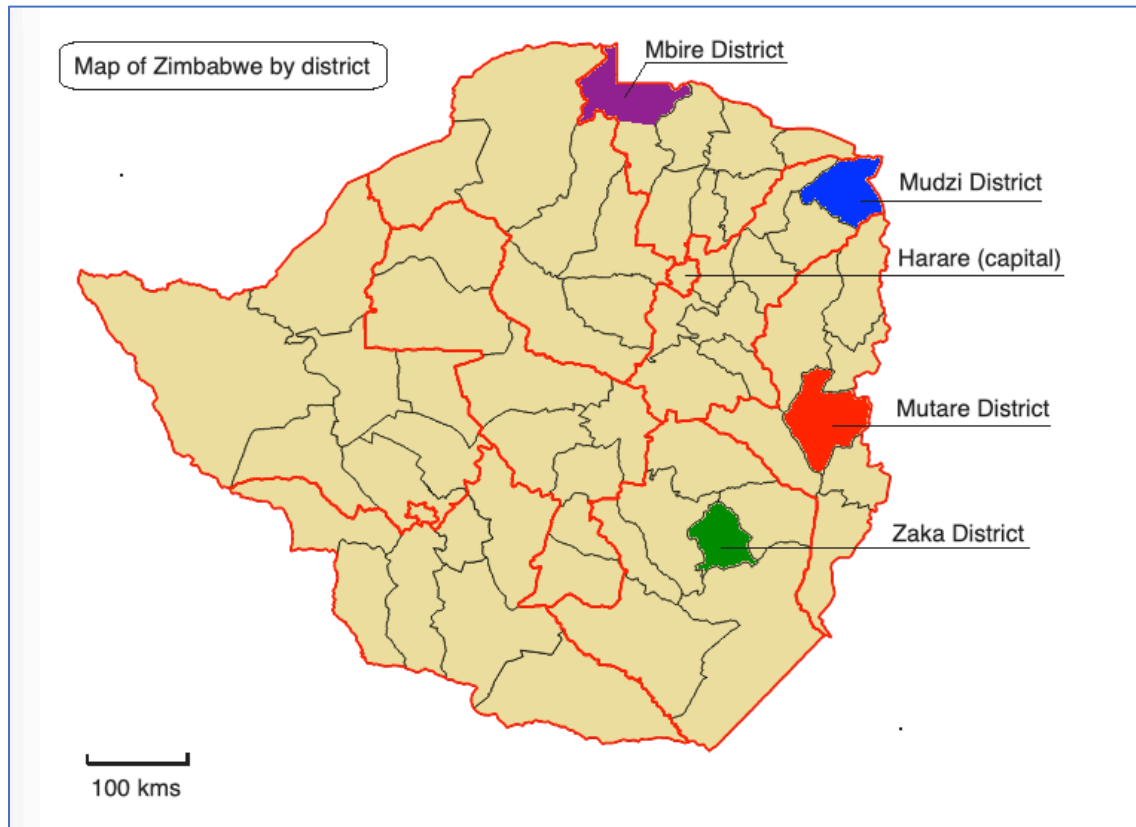 Map of Zimbabwe by district
Mbire District
Mudzi District
Harare (capital)
Mutare District
Zaka District
100 kms